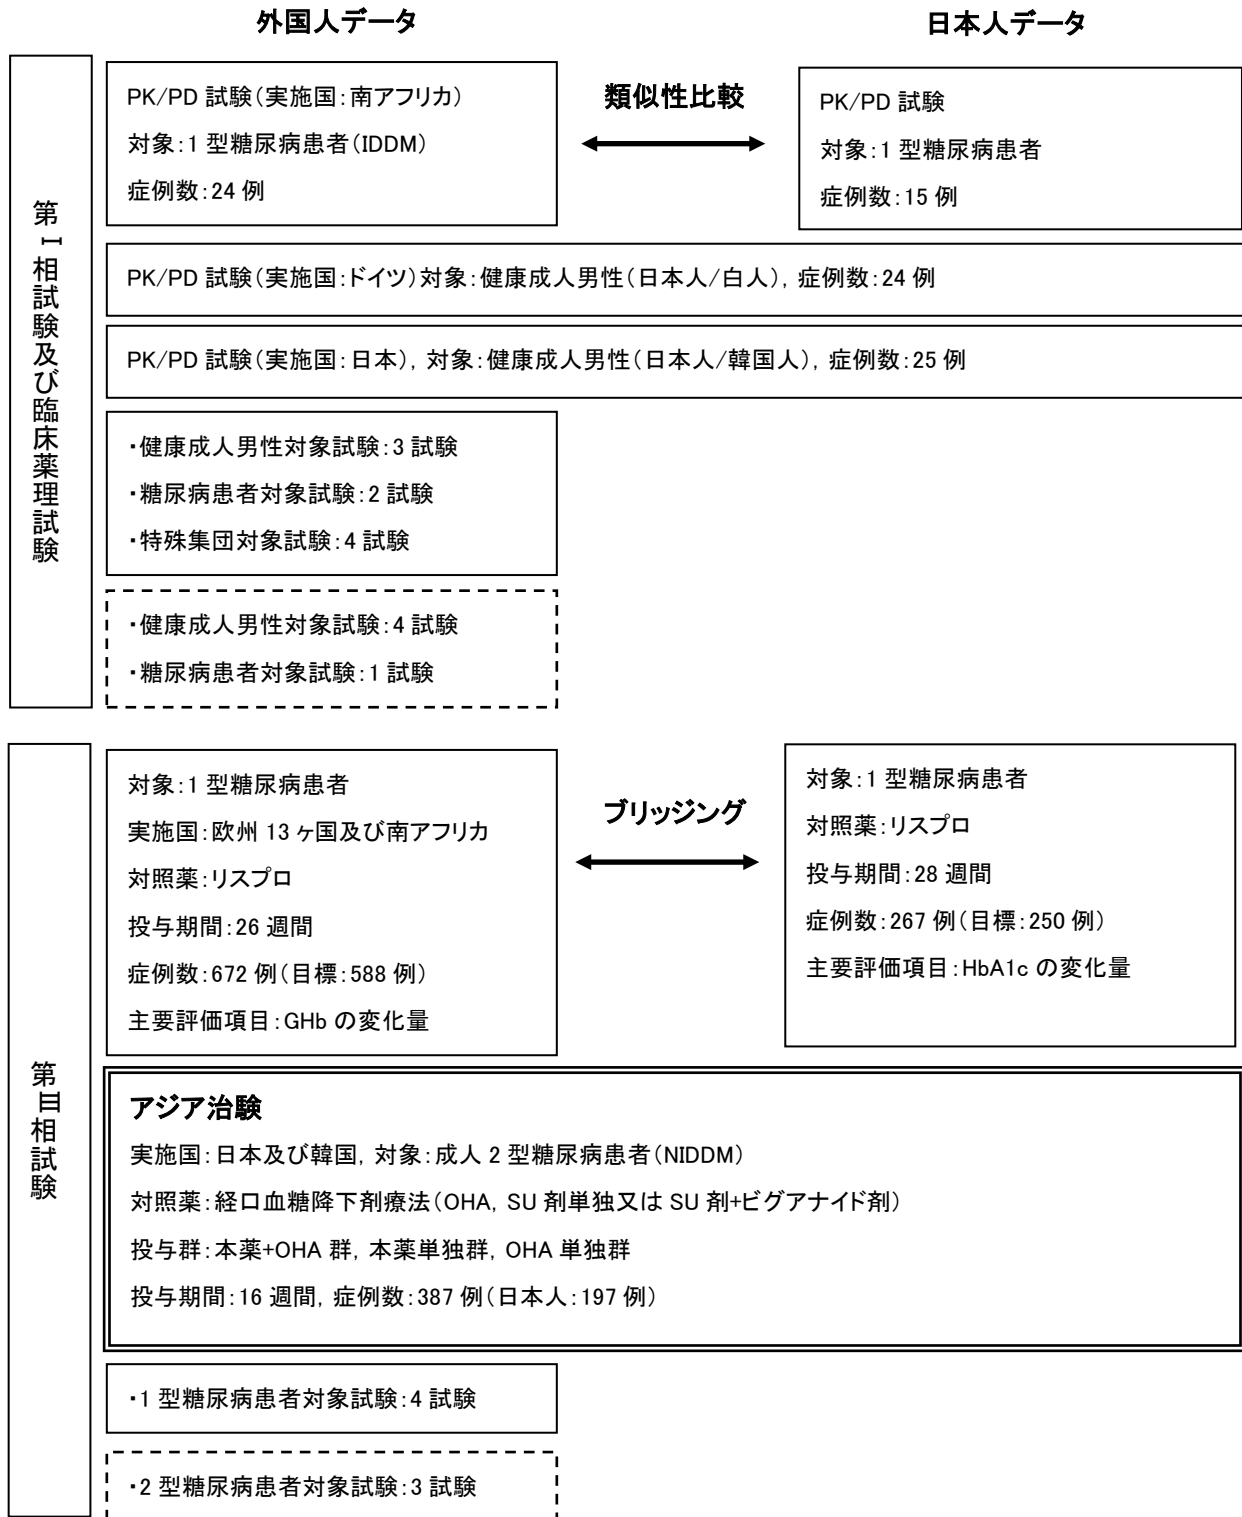 外国人データ
日本人データ
第Ⅰ相試験及び臨床薬理試験
PK/PD 試験(実施国:南アフリカ)
対象:1 型糖尿病患者(IDDM)
症例数:24 例
類似性比較
PK/PD 試験
対象:1 型糖尿病患者
症例数:15 例
PK/PD 試験(実施国:ドイツ)対象:健康成人男性(日本人/白人), 症例数:24 例
PK/PD 試験(実施国:日本), 対象:健康成人男性(日本人/韓国人), 症例数:25 例
・健康成人男性対象試験:3 試験
・糖尿病患者対象試験:2 試験
・特殊集団対象試験:4 試験
・健康成人男性対象試験:4 試験
・糖尿病患者対象試験:1 試験
第Ⅲ相試験
対象:1 型糖尿病患者
実施国:欧州 13 ヶ国及び南アフリカ
対照薬:リスプロ
投与期間:26 週間
症例数:672 例(目標:588 例)
主要評価項目:GHb の変化量
ブリッジング
対象:1 型糖尿病患者
対照薬:リスプロ
投与期間:28 週間
症例数:267 例(目標:250 例)
主要評価項目:HbA1c の変化量
アジア治験
実施国:日本及び韓国, 対象:成人 2 型糖尿病患者(NIDDM)
対照薬:経口血糖降下剤療法(OHA, SU 剤単独又は SU 剤+ビグアナイド剤)
投与群:本薬+OHA 群, 本薬単独群, OHA 単独群
投与期間:16 週間, 症例数:387 例(日本人:197 例)
・1 型糖尿病患者対象試験:4 試験
・2 型糖尿病患者対象試験:3 試験